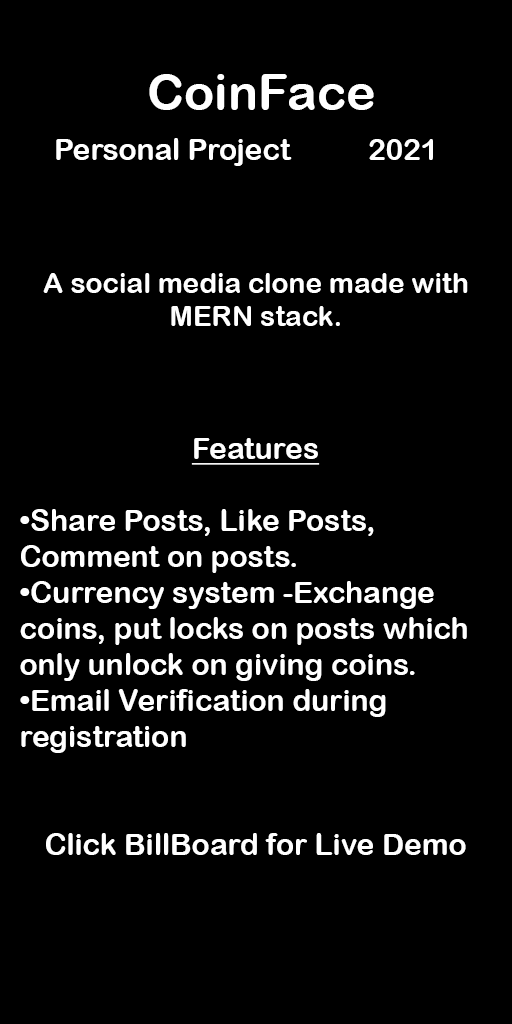 CoinFace
Personal Project 2021
A social media clone made with
MERN stack.
Features
•Share Posts, Like Posts,
Comment on posts.
•Currency system -Exchange
coins, put locks on posts which
only unlock on giving coins.
•Email Verification during
registration
Click BillBoard for Live Demo